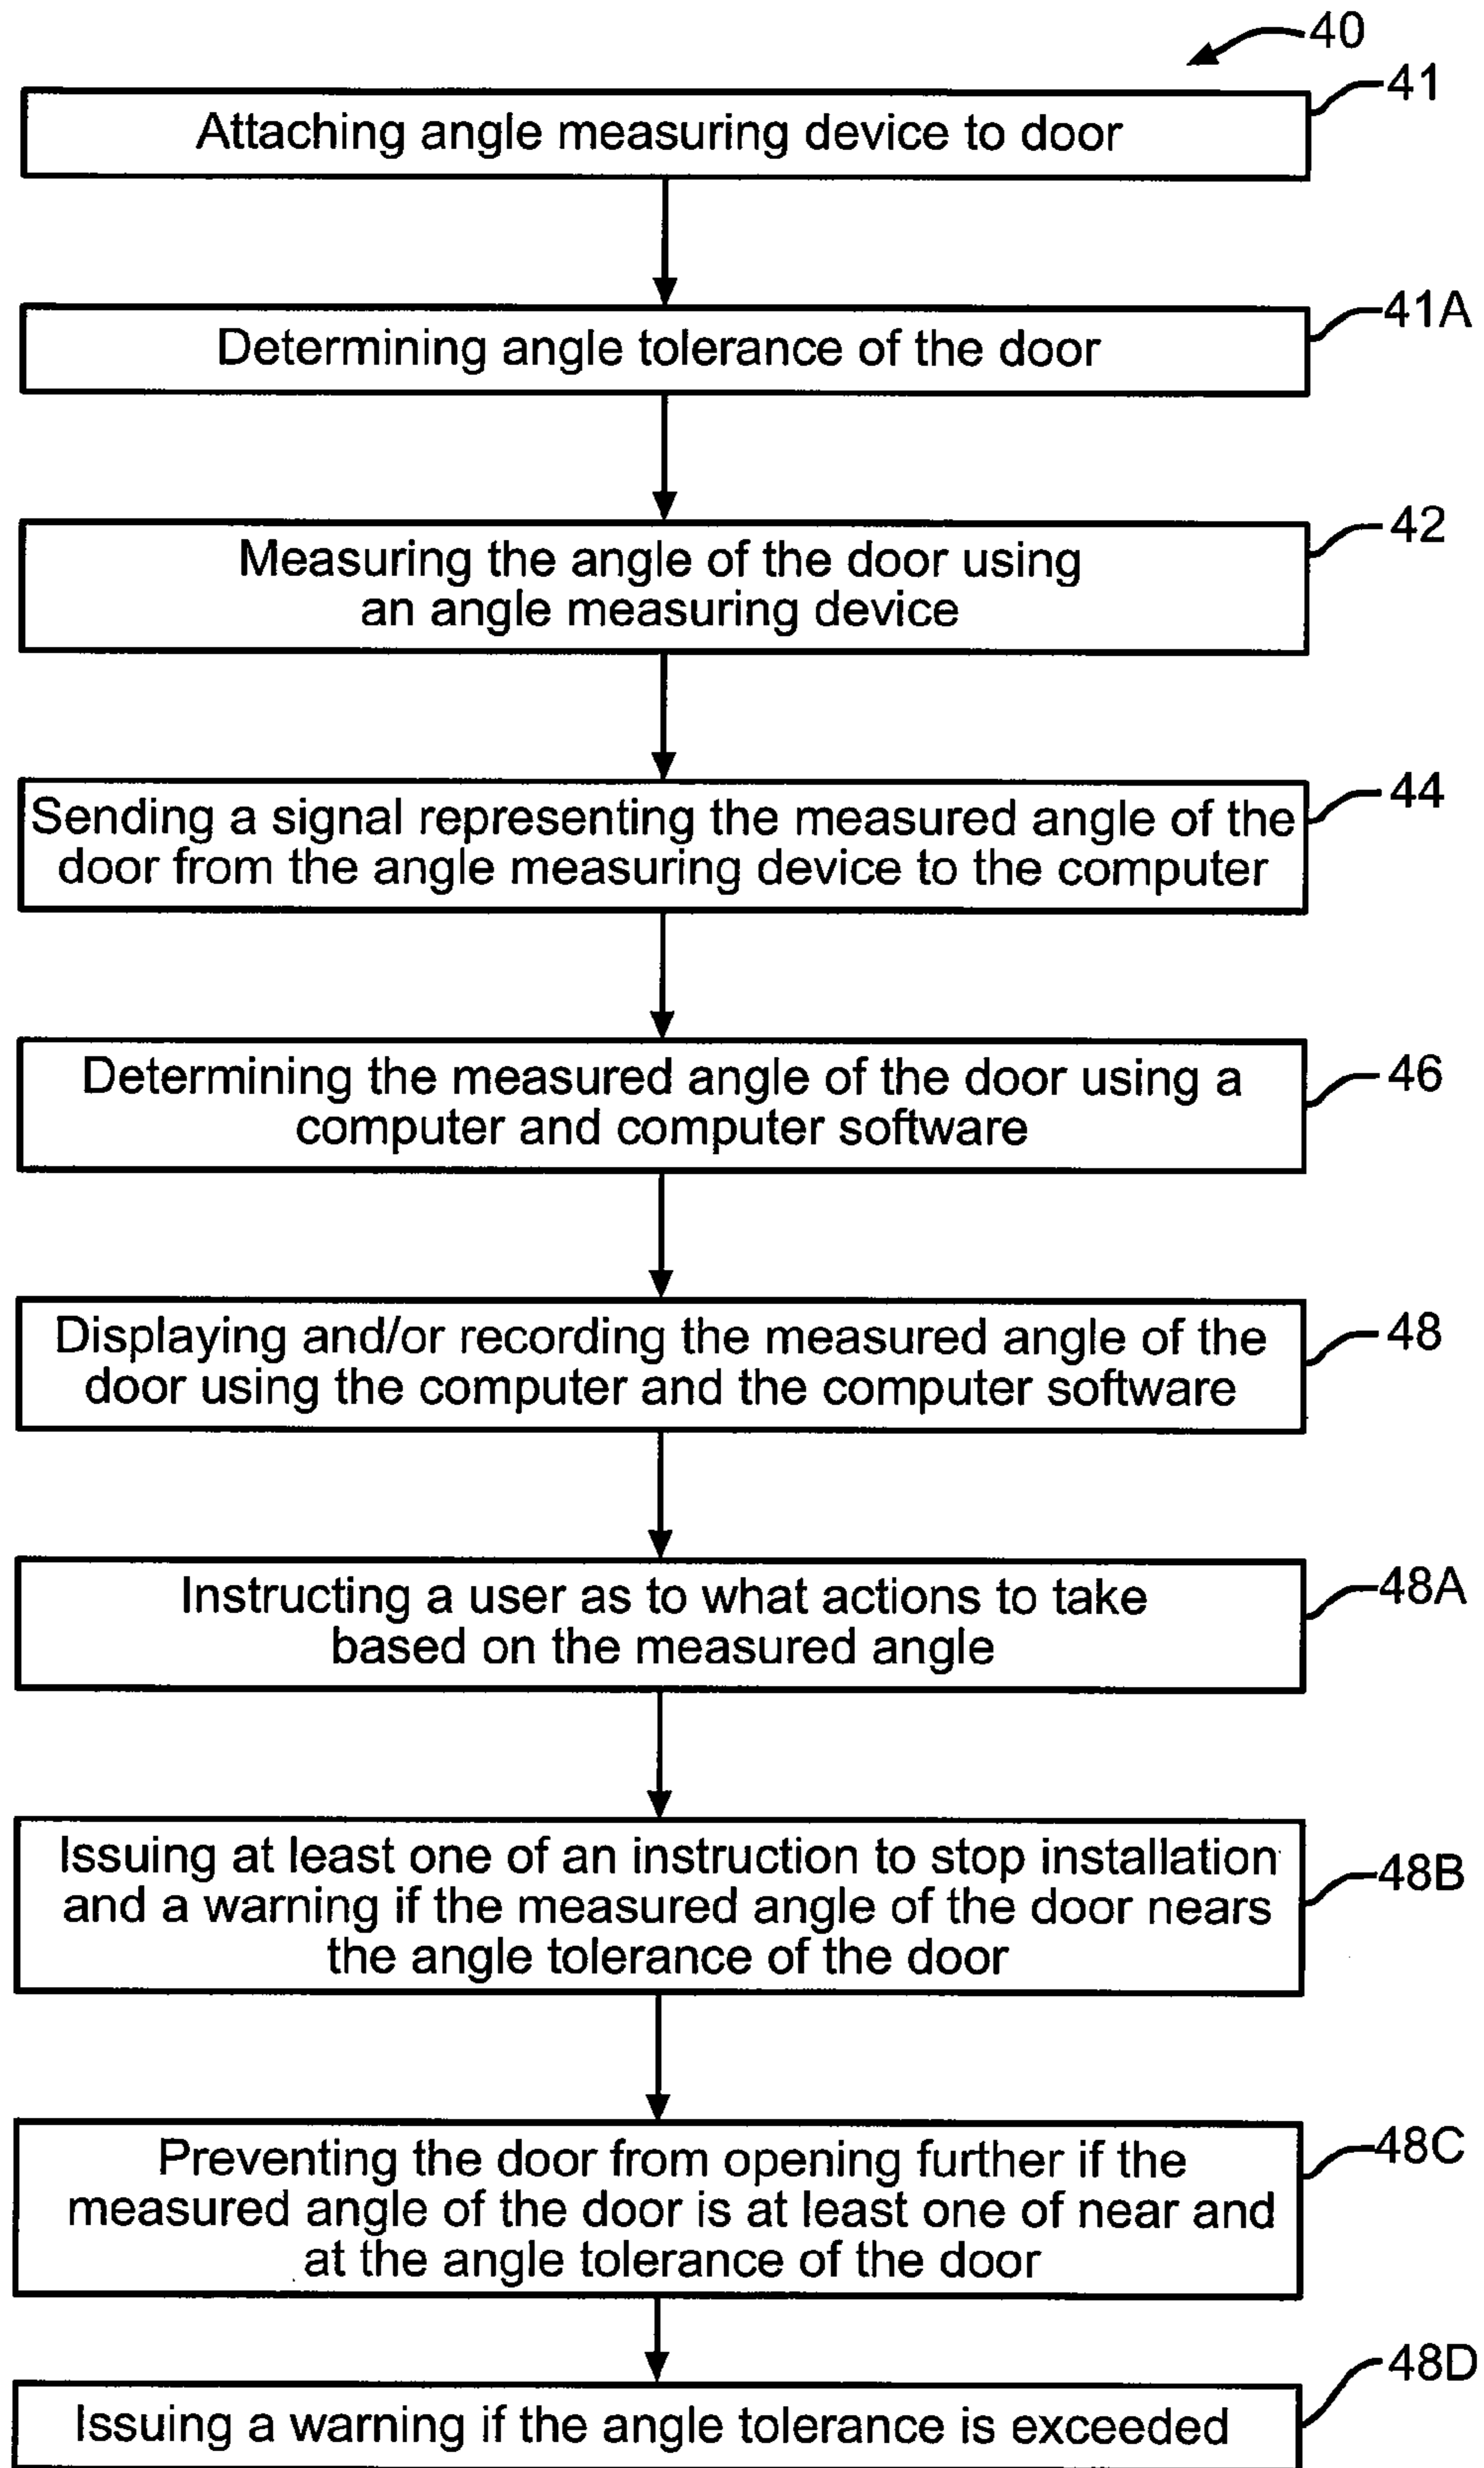 40
41
Attaching angle measuring device to door
41A
Determining angle tolerance of the door
42
Measuring the angle of the door using
an angle measuring device
44
Sending a signal representing the measured angle of the
door from the angle measuring device to the computer
46
Determining the measured angle of the door using a
computer and computer software
48
Displaying and/or recording the measured angle of the
door using the computer and the computer software
48A
Instructing a user as to what actions to take
based on the measured angle
48B
Issuing at least one of an instruction to stop installation
and a warning if the measured angle of the door nears
the angle tolerance of the door
48C
Preventing the door from opening further if the
measured angle of the door is at least one of near and
at the angle tolerance of the door
48D
Issuing a warning if the angle tolerance is exceeded